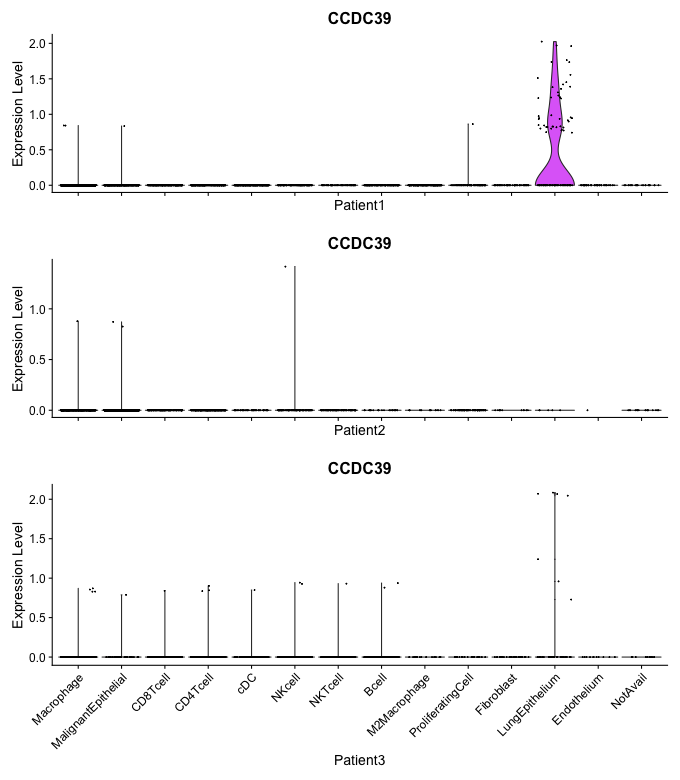 CCDC39
Expression Level
2.0
1.5
1.0
0.5
0.0
Patient1
CCDC39
Expression Level
1.0
0.5
0.0
Patient2
CCDC39
Expression Level
2.0
1.5
1.0
0.5
0.0
Macrophage
MalignantEpithelial
CD8Tcell
CD4Tcell
cDC
NKcell
NKTcell
Bcell
M2Macrophage
ProliferatingCell
Fibroblast
LungEpithelium
Endothelium
NotAvail
Patient3